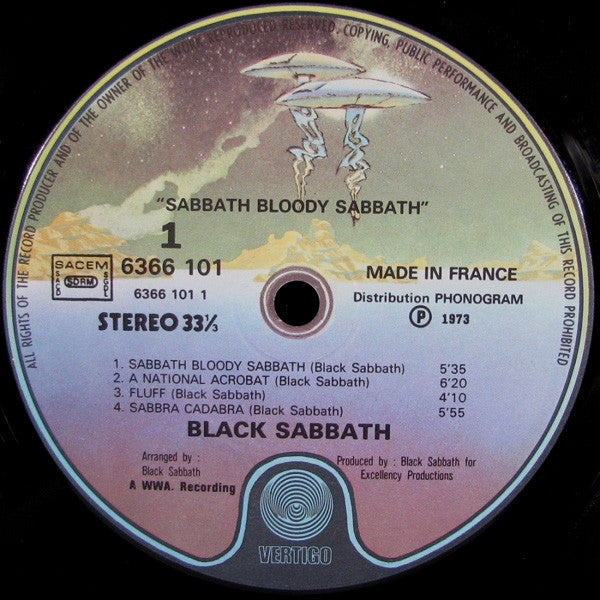 ALL RIGHTS OF THE RECORD PRODUCER AND OF THE OWNER OF THE WORK REPRODUCED RESERVED, COPYING, PUBLIC PERFORMANCE AND BROADCASTING OF THIS RECORD PROHIBITED
"SABBATH BLOODY SABBATH"
1
SACEM
SACD
SDRM
SGDL
6366 101
6366 101 1
STEREO 33⅓
MADE IN FRANCE
Distribution PHONOGRAM
Ⓟ 1973
1. SABBATH BLOODY SABBATH (Black Sabbath) 5'35
2. A NATIONAL ACROBAT (Black Sabbath) 6'20
3. FLUFF (Black Sabbath) 4'10
4. SABBRA CADABRA (Black Sabbath) 5'55
BLACK SABBATH
Arranged by :
Black Sabbath
A WWA. Recording
Produced by : Black Sabbath for
Excellency Productions
VERTIGO